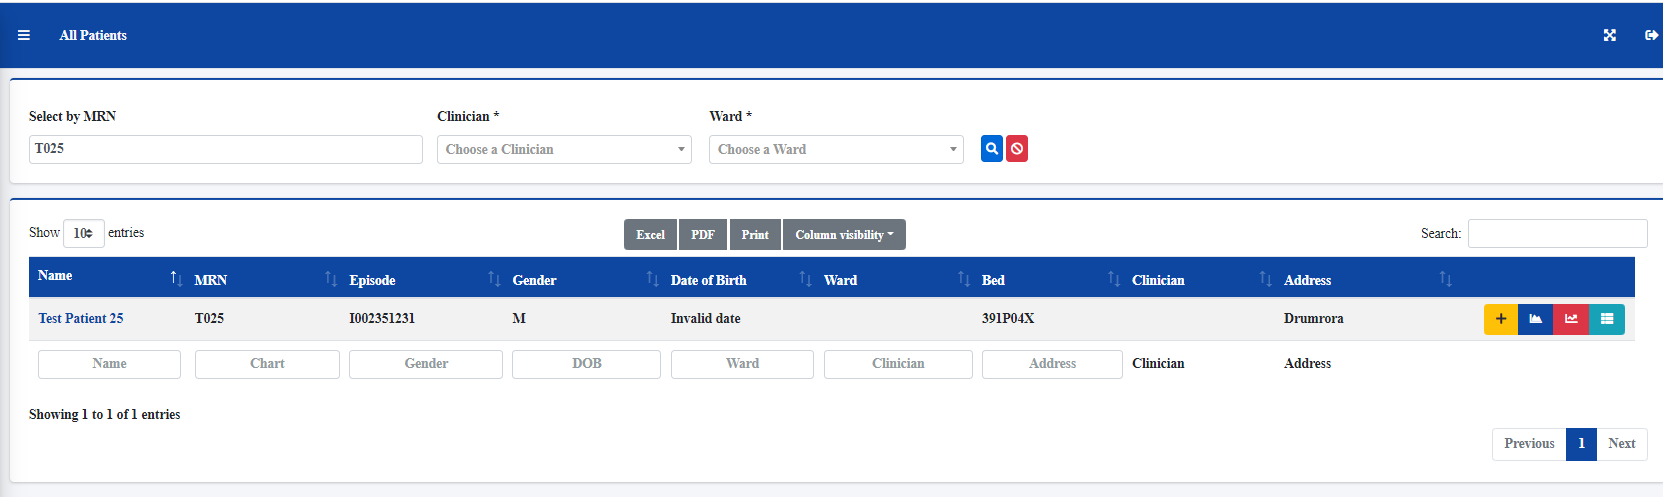 All Patients
Select by MRN Clinician * Ward *
T025 Choose a Clinician Choose a Ward
Show 10 entries Excel PDF Print Column visibility Search:
Name MRN Episode Gender Date of Birth Ward Bed Clinician Address
Test Patient 25 T025 I002351231 M Invalid date 391P04X Drumrora
Name Chart Gender DOB Ward Clinician Address Clinician Address
Showing 1 to 1 of 1 entries
Previous 1 Next